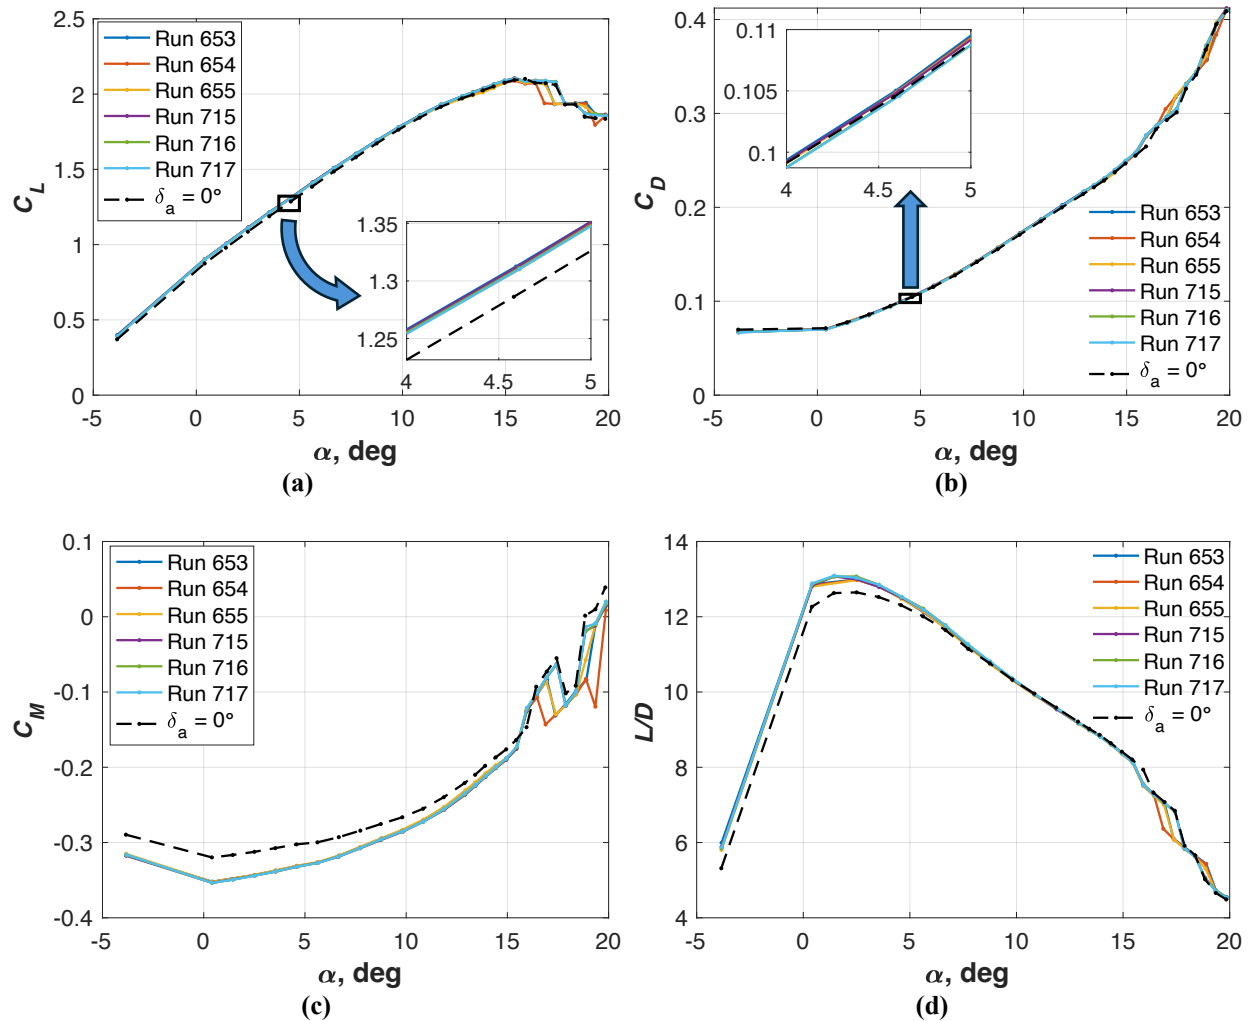 2.5
2
1.5
1
0.5
0
-5
0
5
10
15
20
C_L
α, deg
Run 653
Run 654
Run 655
Run 715
Run 716
Run 717
δ_a = 0°
1.35
1.3
1.25
4
4.5
5
(a)
0.4
0.3
0.2
0.1
0
-5
0
5
10
15
20
C_D
α, deg
0.11
0.105
0.1
4
4.5
5
Run 653
Run 654
Run 655
Run 715
Run 716
Run 717
δ_a = 0°
(b)
0.1
0
-0.1
-0.2
-0.3
-0.4
-5
0
5
10
15
20
C_M
α, deg
Run 653
Run 654
Run 655
Run 715
Run 716
Run 717
δ_a = 0°
(c)
14
12
10
8
6
4
-5
0
5
10
15
20
L/D
α, deg
Run 653
Run 654
Run 655
Run 715
Run 716
Run 717
δ_a = 0°
(d)